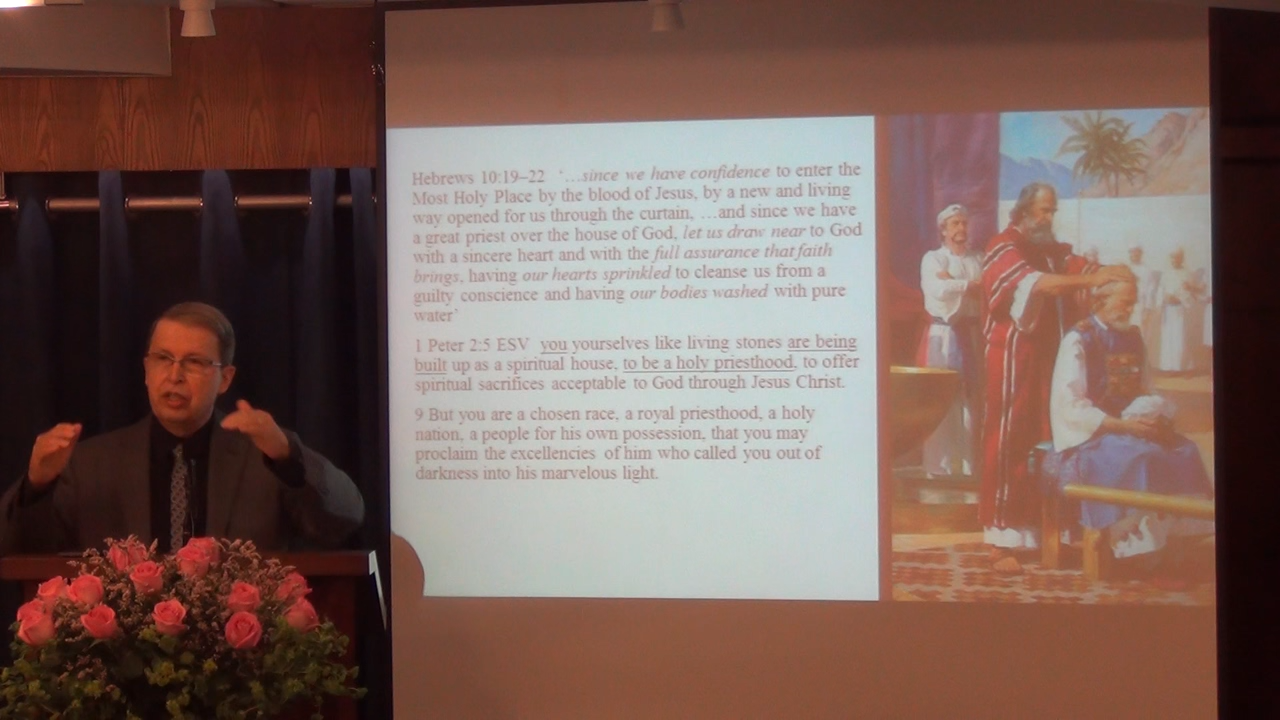 Hebrews 10:19–22 ‘…since we have confidence to enter the
Most Holy Place by the blood of Jesus, by a new and living
way opened for us through the curtain, …and since we have
a great priest over the house of God, let us draw near to God
with a sincere heart and with the full assurance that faith
brings, having our hearts sprinkled to cleanse us from a
guilty conscience and having our bodies washed with pure
water’
1 Peter 2:5 ESV you yourselves like living stones are being
built up as a spiritual house, to be a holy priesthood, to offer
spiritual sacrifices acceptable to God through Jesus Christ.
9 But you are a chosen race, a royal priesthood, a holy
nation, a people for his own possession, that you may
proclaim the excellencies of him who called you out of
darkness into his marvelous light.